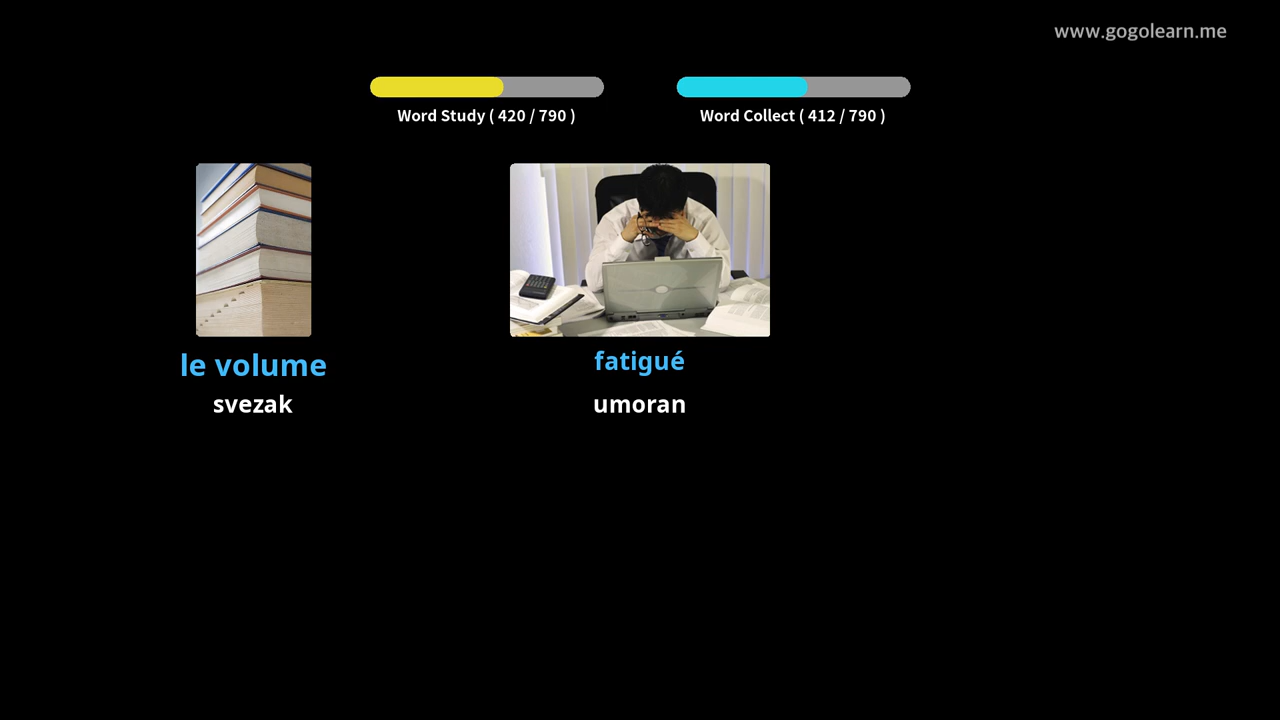 www.gogolearn.me
Word Study ( 420 / 790 )
Word Collect ( 412 / 790 )
le volume
svezak
fatigué
umoran